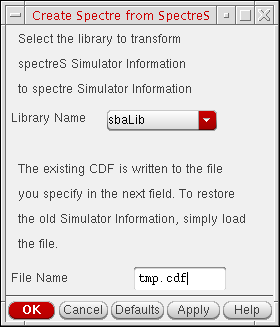 Create Spectre from SpectreS
Select the library to transform
spectreS Simulator Information
to spectre Simulator Information
Library Name sbaLib
The existing CDF is written to the file
you specify in the next field. To restore
the old Simulator Information, simply load
the file.
File Name tmp.cdf
OK Cancel Defaults Apply Help